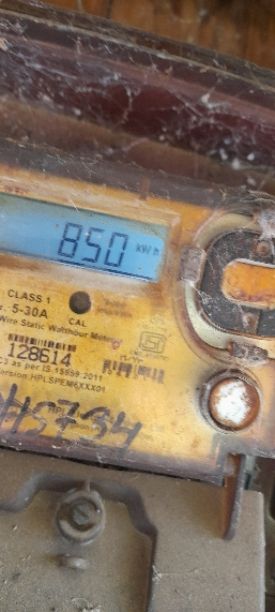 850 kWh
CLASS 1
5-30A
CAL
Wire Static Watthour Meter
128614
as per IS 15959:2011
ersion:HPLSPEM6XXX01
HS734